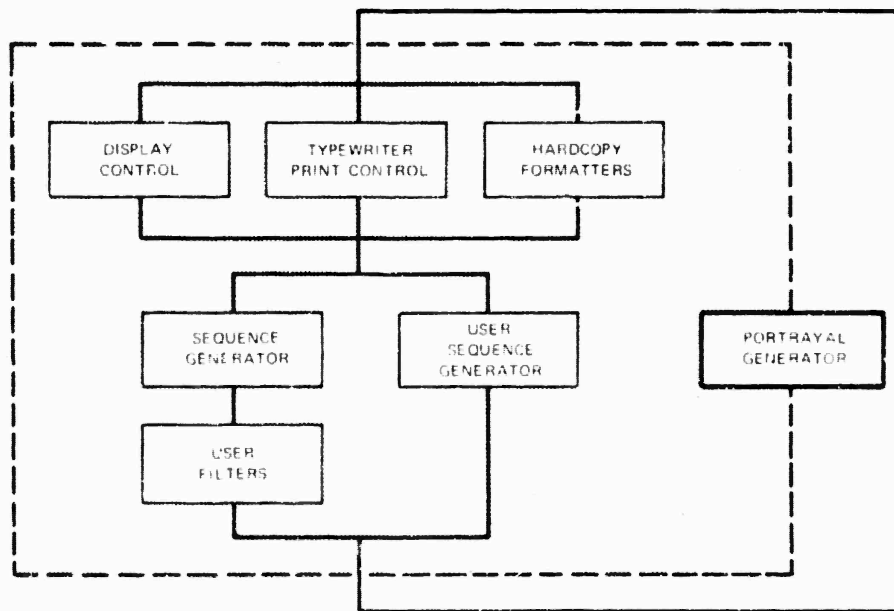 DISPLAY
CONTROL
TYPEWRITER
PRINT CONTROL
HARDCOPY
FORMATTERS
SEQUENCE
GENERATOR
USER
SEQUENCE
GENERATOR
PORTRAYAL
GENERATOR
USER
FILTERS